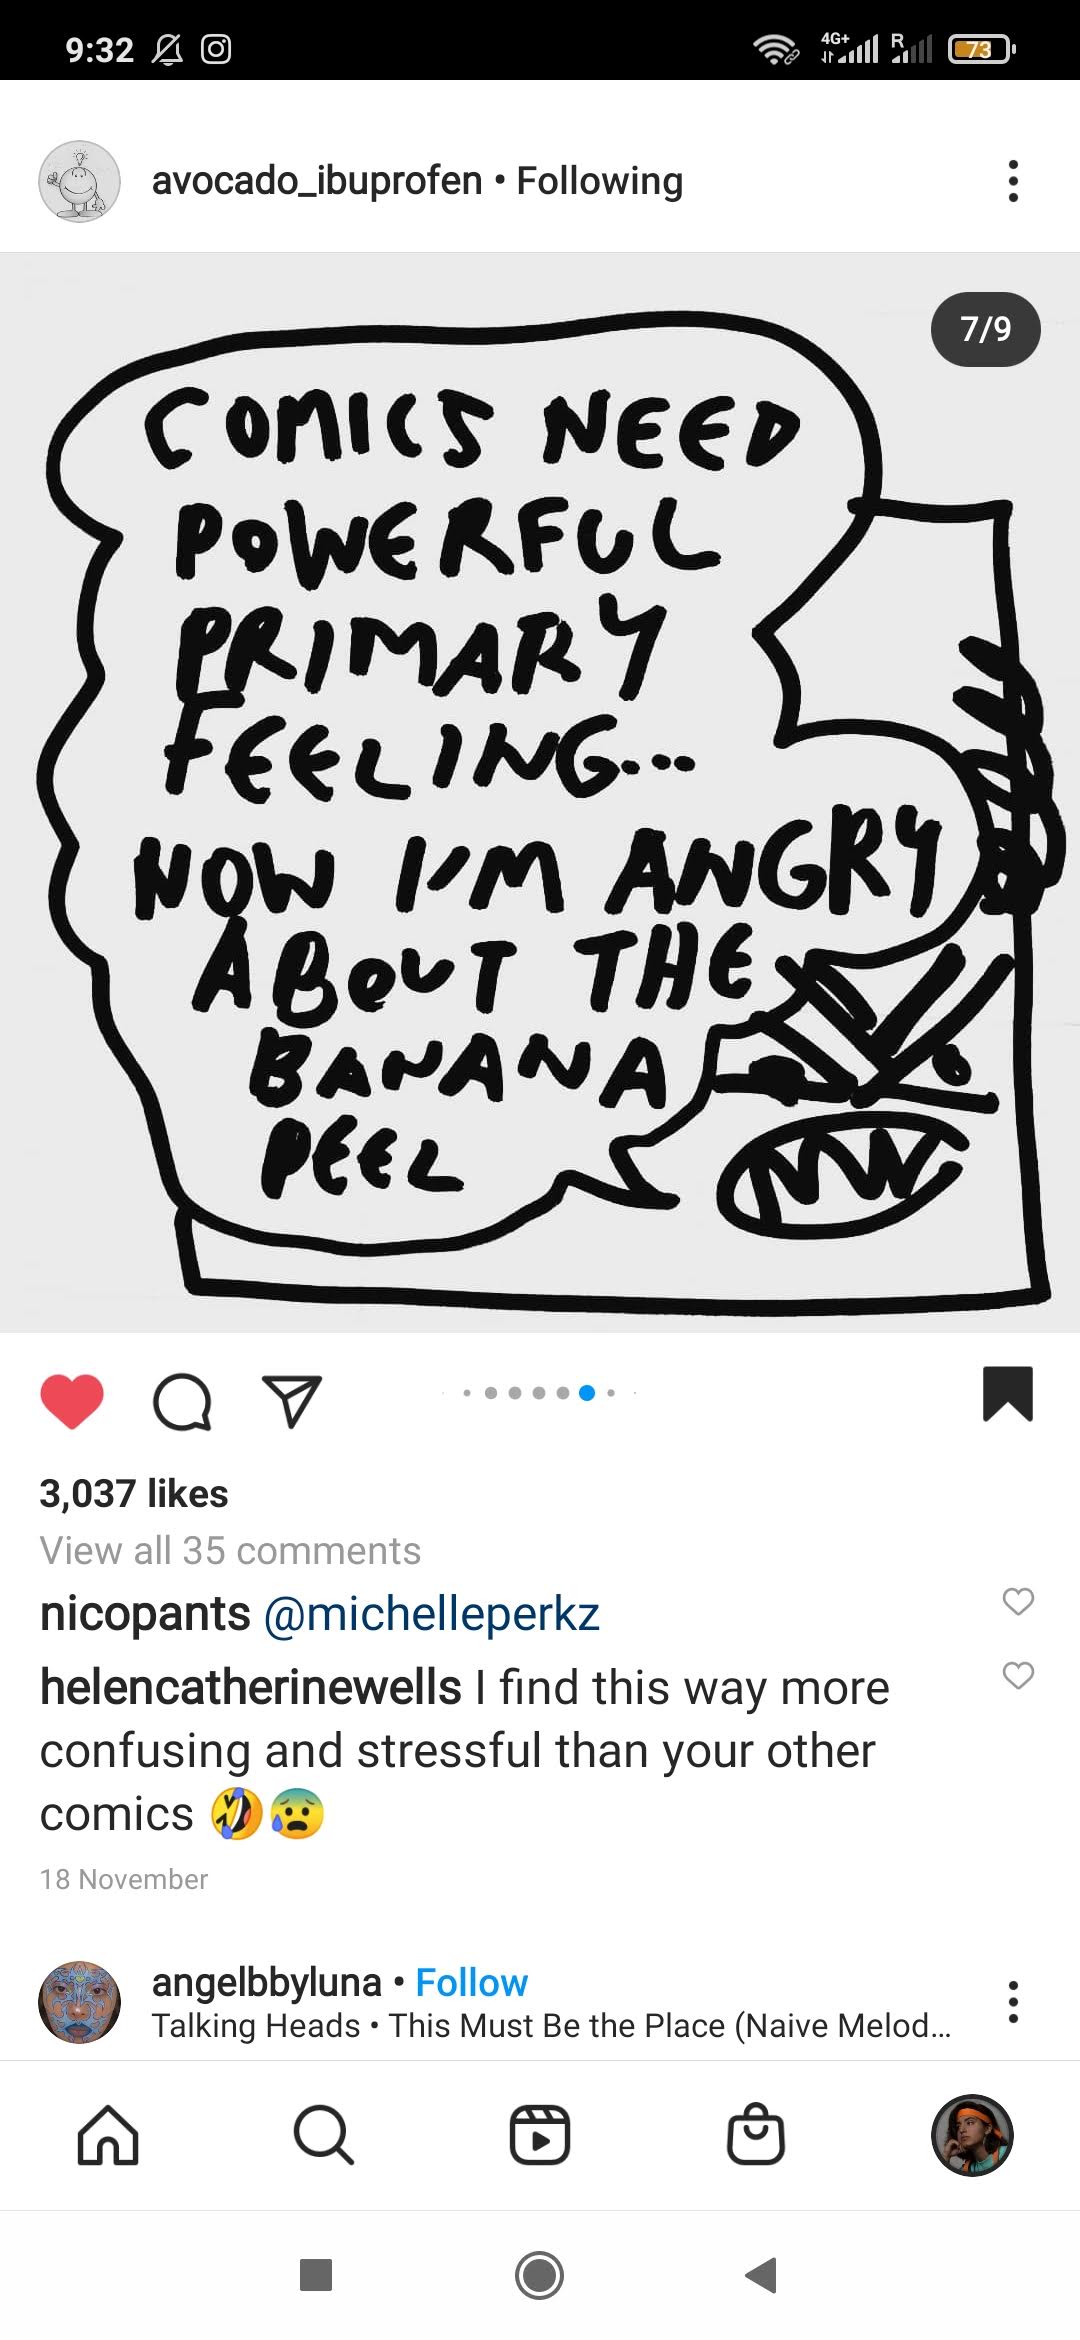 9:32
4G+
R
73
avocado_ibuprofen • Following
7/9
COMICS NEED
POWERFUL
PRIMARY
FEELING...
NOW I'M ANGRY
ABOUT THE
BANANA
PEEL
3,037 likes
View all 35 comments
nicopants @michelleperkz
helencatherinewells I find this way more
confusing and stressful than your other
comics 🤣😰
18 November
angelbbyluna • Follow
Talking Heads • This Must Be the Place (Naive Melod...